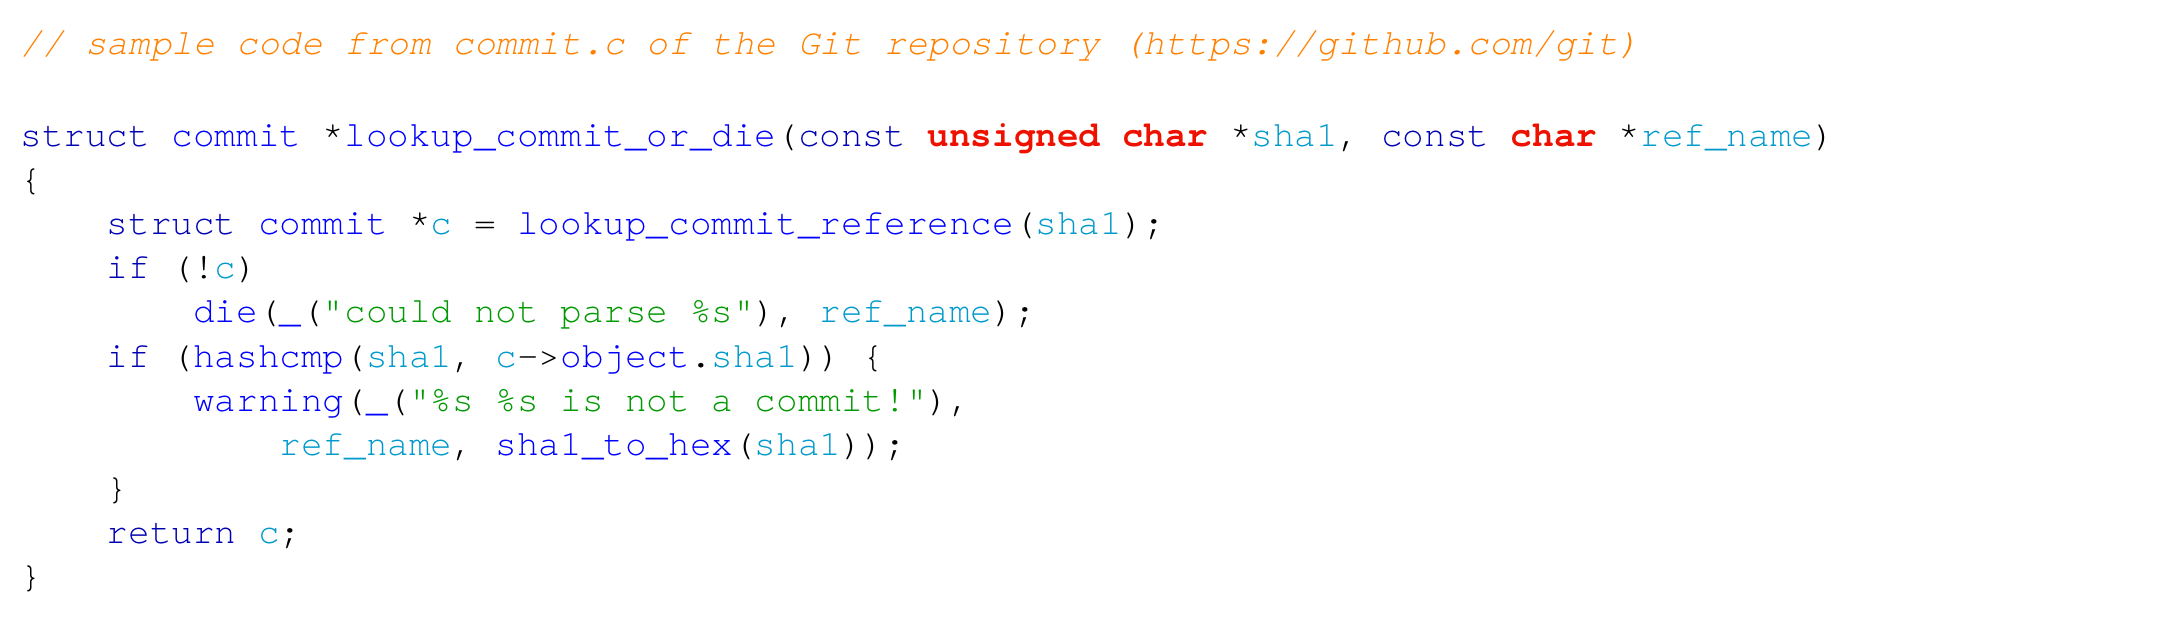 // sample code from commit.c of the Git repository (https://github.com/git)

struct commit *lookup_commit_or_die(const unsigned char *sha1, const char *ref_name)
{
    struct commit *c = lookup_commit_reference(sha1);
    if (!c)
        die(_("could not parse %s"), ref_name);
    if (hashcmp(sha1, c->object.sha1)) {
        warning(_("%s %s is not a commit!"),
            ref_name, sha1_to_hex(sha1));
    }
    return c;
}